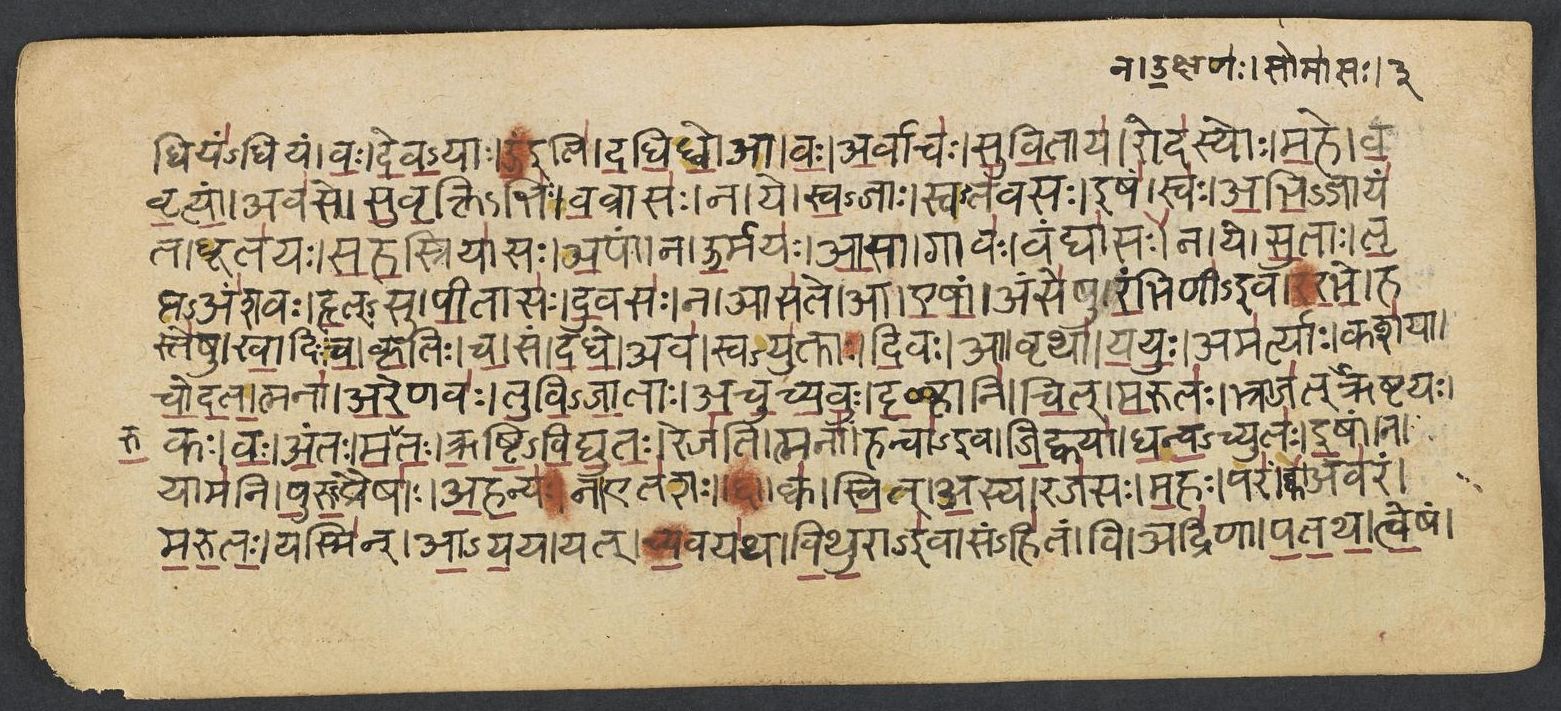 न।उक्षणः।सोमासः।३
धियंऽधियं।वः।देवऽयाः।ऊं इति।दधिध्वे।आ।वः।अर्वाचः।सुविताय।रोदस्योः।महे।व
वृत्यां।अवसे।सुवृक्तिऽभिः।वव्रासः।न।ये।स्वऽजाः।स्वऽतवसः।इषं।स्वः।अभिऽजायं
त।धूतयः।सहस्रियासः।अपां।न।ऊर्मयः।आसा।गावः।वंद्यासः।न।ये।सुताः।तृ
प्तऽअंशवः।हृत्ऽसु।पीतासः।दुवसः।न।आसते।आ।एषां।अंसेषु।रंभिणीऽइव।ररभे।ह
स्तेषु।खादिः।च।कृतिः।च।सं।दधे।अव।स्वऽयुक्ताः।दिवः।आ।वृथा।ययुः।अमर्त्याः।कशया।
चोदत।त्मना।अरेणवः।तुविऽजाताः।अचुच्यवुः।दृळ्हानि।चित्।मरुतः।भ्राजत्ऽऋष्टयः।
कः।वः।अंतः।मरुतः।ऋष्टिऽविद्युतः।रेजति।त्मना।हन्वाऽइव।जिह्वया।धन्वऽच्युतः।इषां।न।
यामनि।पुरुऽप्रैषाः।अहन्यः।न।एतशः।क्व।स्वित्।अस्य।रजसः।महः।परं।क्व।अवरं।
मरुतः।यस्मिन्।आऽयय।यत्।च्यवयथ।विथुराऽइव।संऽहितं।वि।अद्रिणा।पतथ।त्वेषं।